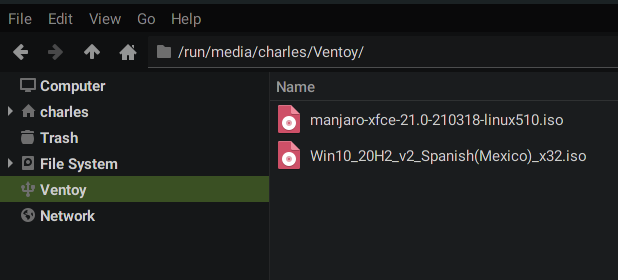 File Edit View Go Help
/run/media/charles/Ventoy/
Computer
charles
Trash
File System
Ventoy
Network
Name
manjaro-xfce-21.0-210318-linux510.iso
Win10_20H2_v2_Spanish(Mexico)_x32.iso